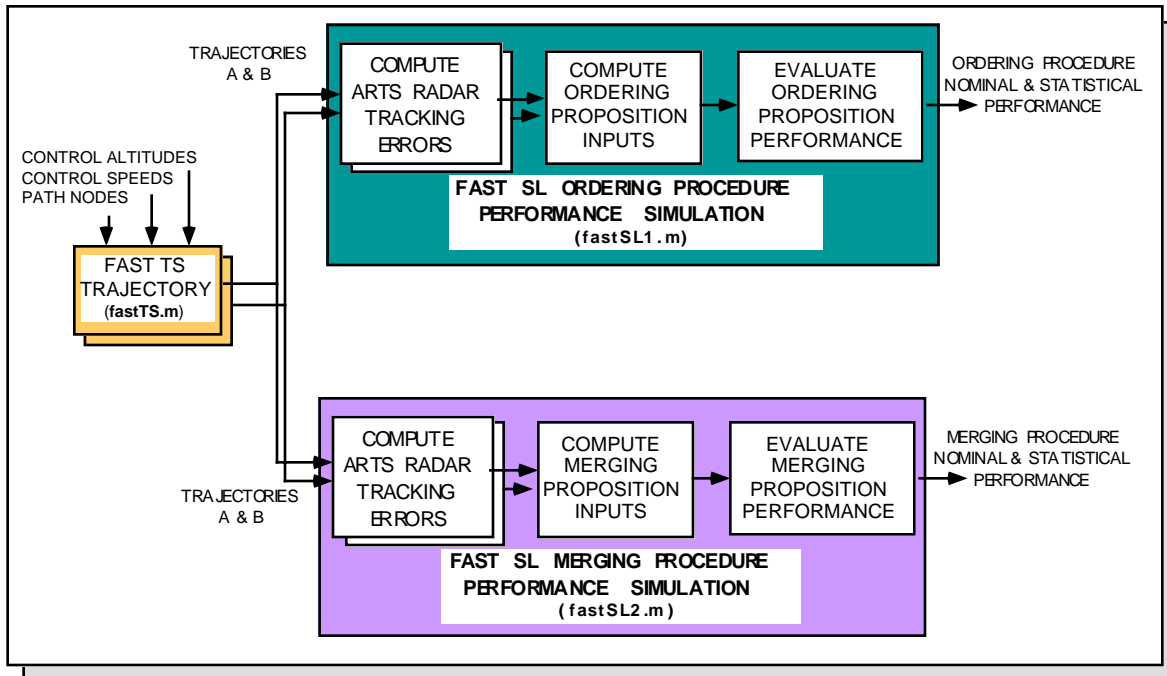 TRAJECTORIES
A & B
COMPUTE
ARTS RADAR
TRACKING
ERRORS
COMPUTE
ORDERING
PROPOSITION
INPUTS
EVALUATE
ORDERING
PROPOSITION
PERFORMANCE
ORDERING PROCEDURE
NOMINAL & STATISTICAL
PERFORMANCE
FAST SL ORDERING PROCEDURE
PERFORMANCE SIMULATION
(fastSL1.m)
CONTROL ALTITUDES
CONTROL SPEEDS
PATH NODES
FAST TS
TRAJECTORY
(fastTS.m)
TRAJECTORIES
A & B
COMPUTE
ARTS RADAR
TRACKING
ERRORS
COMPUTE
MERGING
PROPOSITION
INPUTS
EVALUATE
MERGING
PROPOSITION
PERFORMANCE
MERGING PROCEDURE
NOMINAL & STATISTICAL
PERFORMANCE
FAST SL MERGING PROCEDURE
PERFORMANCE SIMULATION
(fastSL2.m)